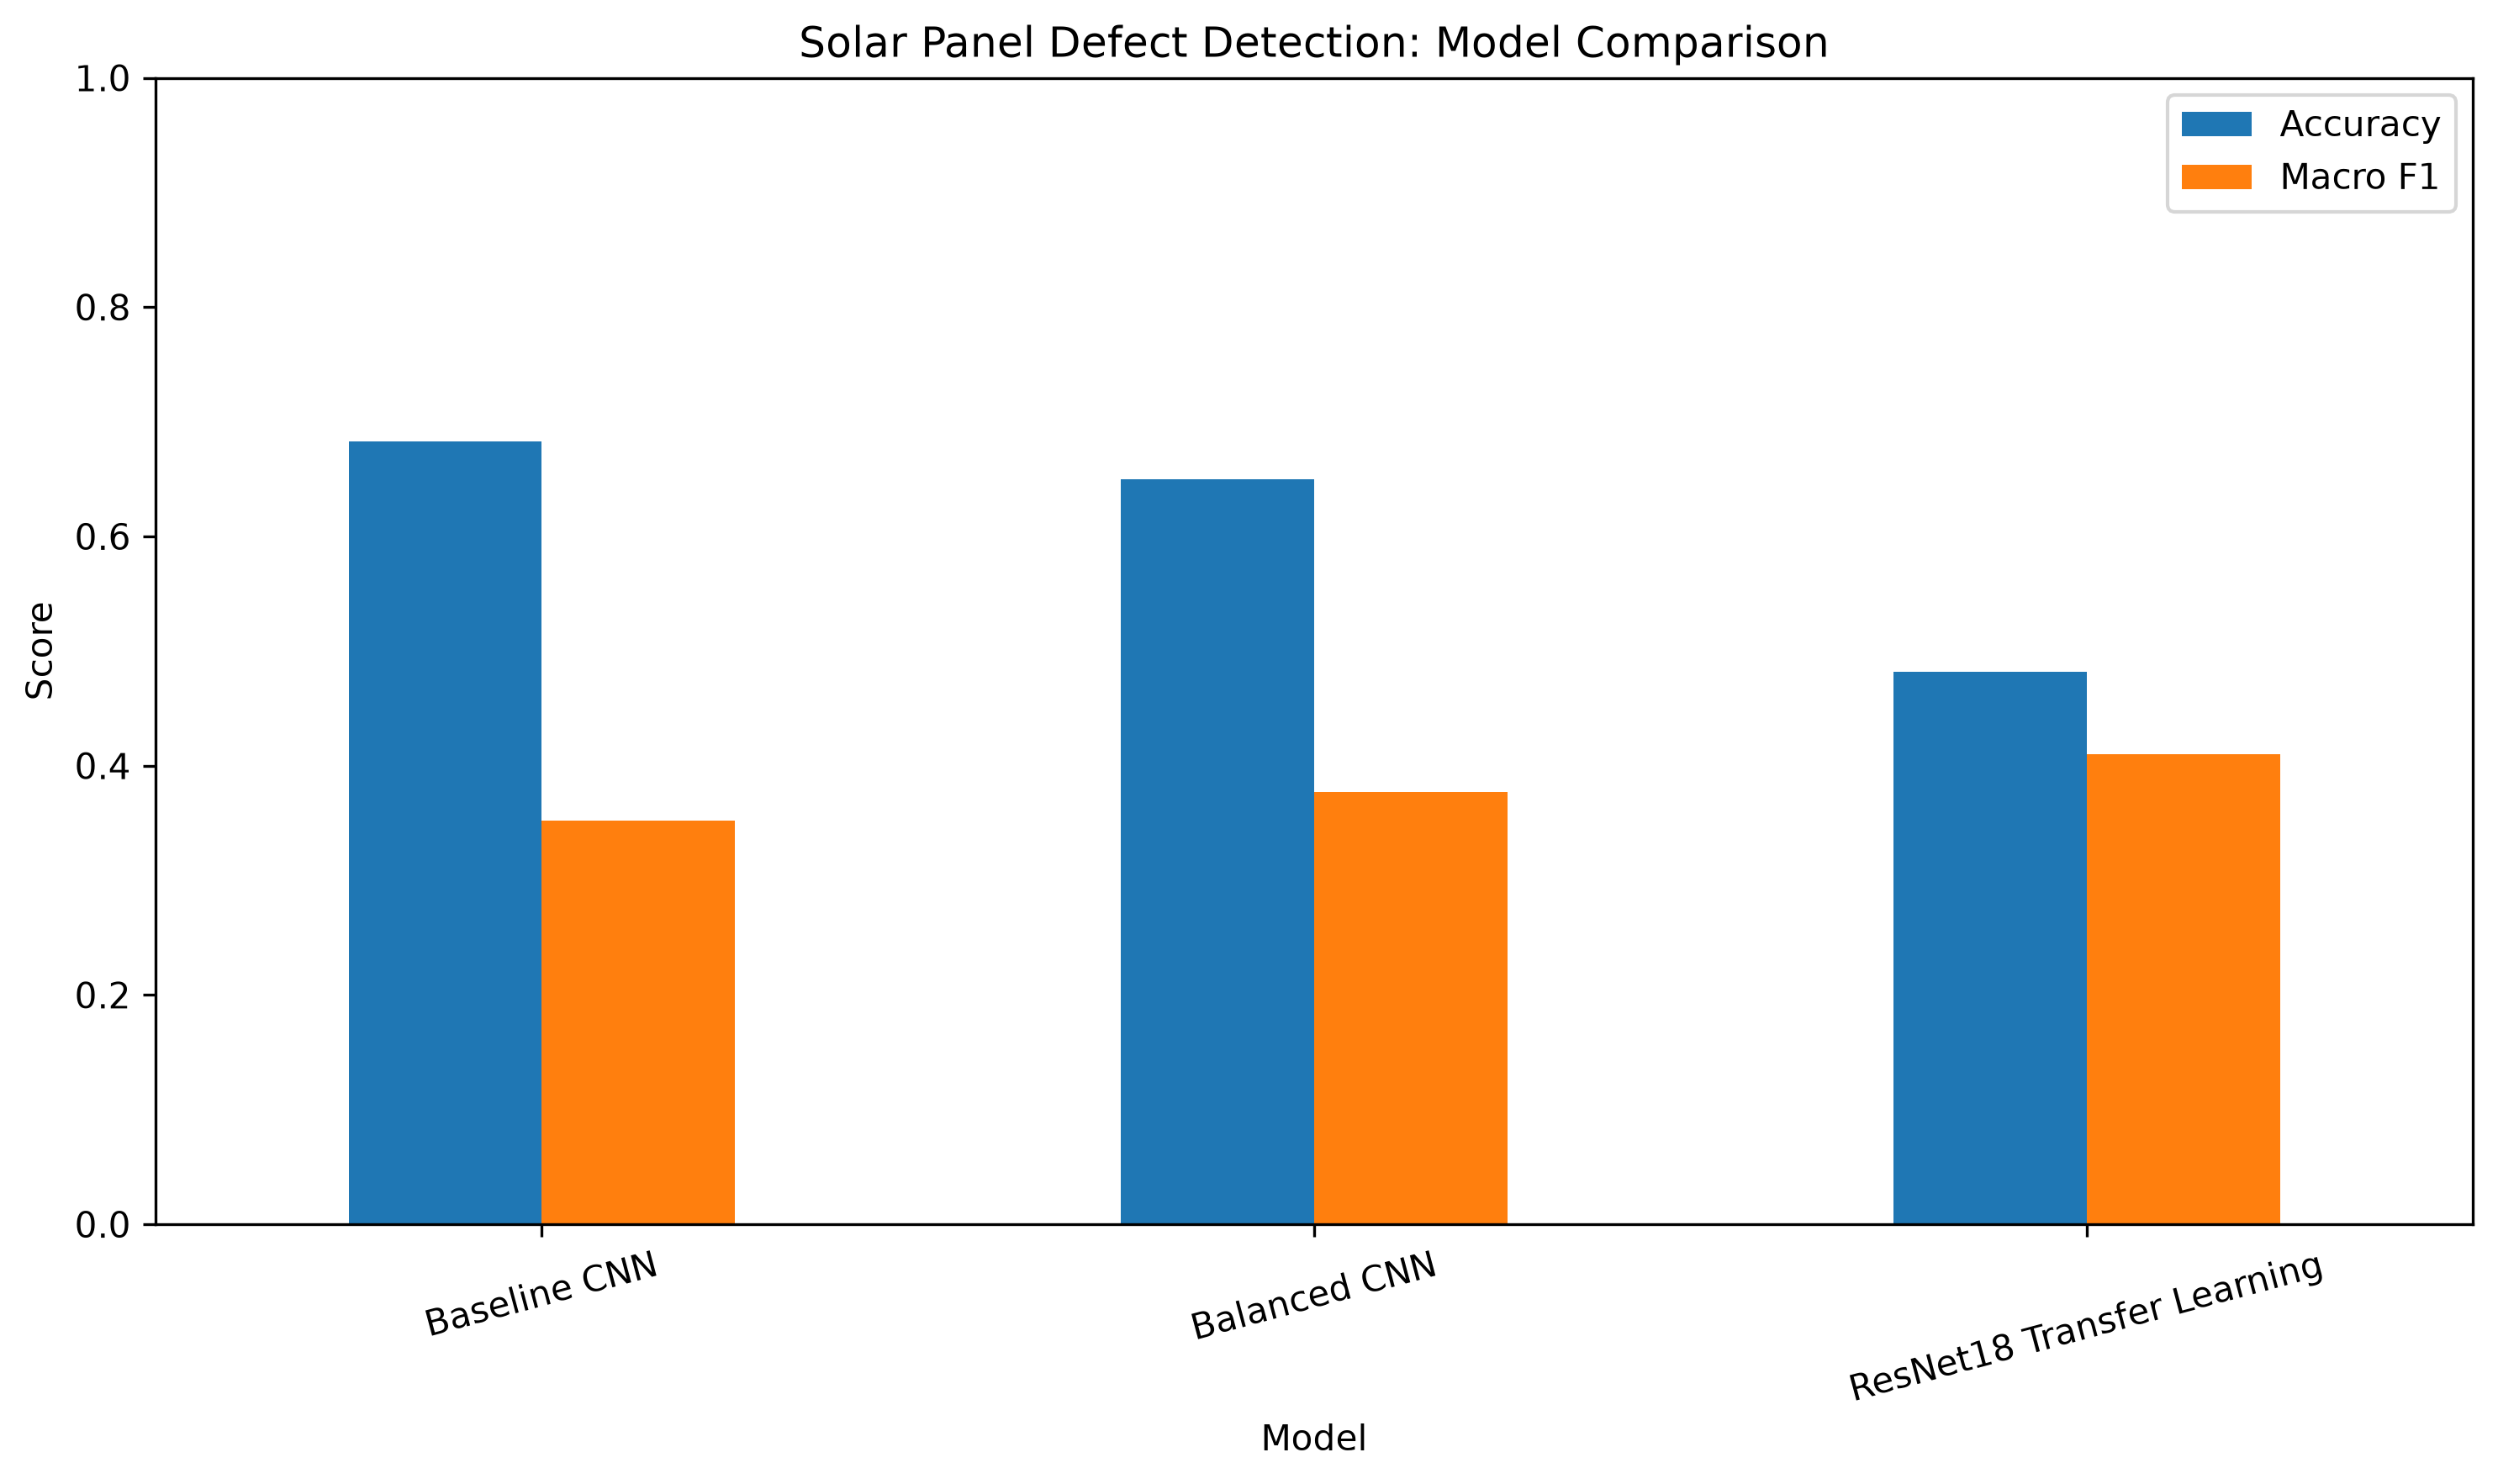 Solar Panel Defect Detection: Model Comparison
1.0
0.8
0.6
0.4
0.2
0.0
Score
Accuracy
Macro F1
Baseline CNN
Balanced CNN
ResNet18 Transfer Learning
Model